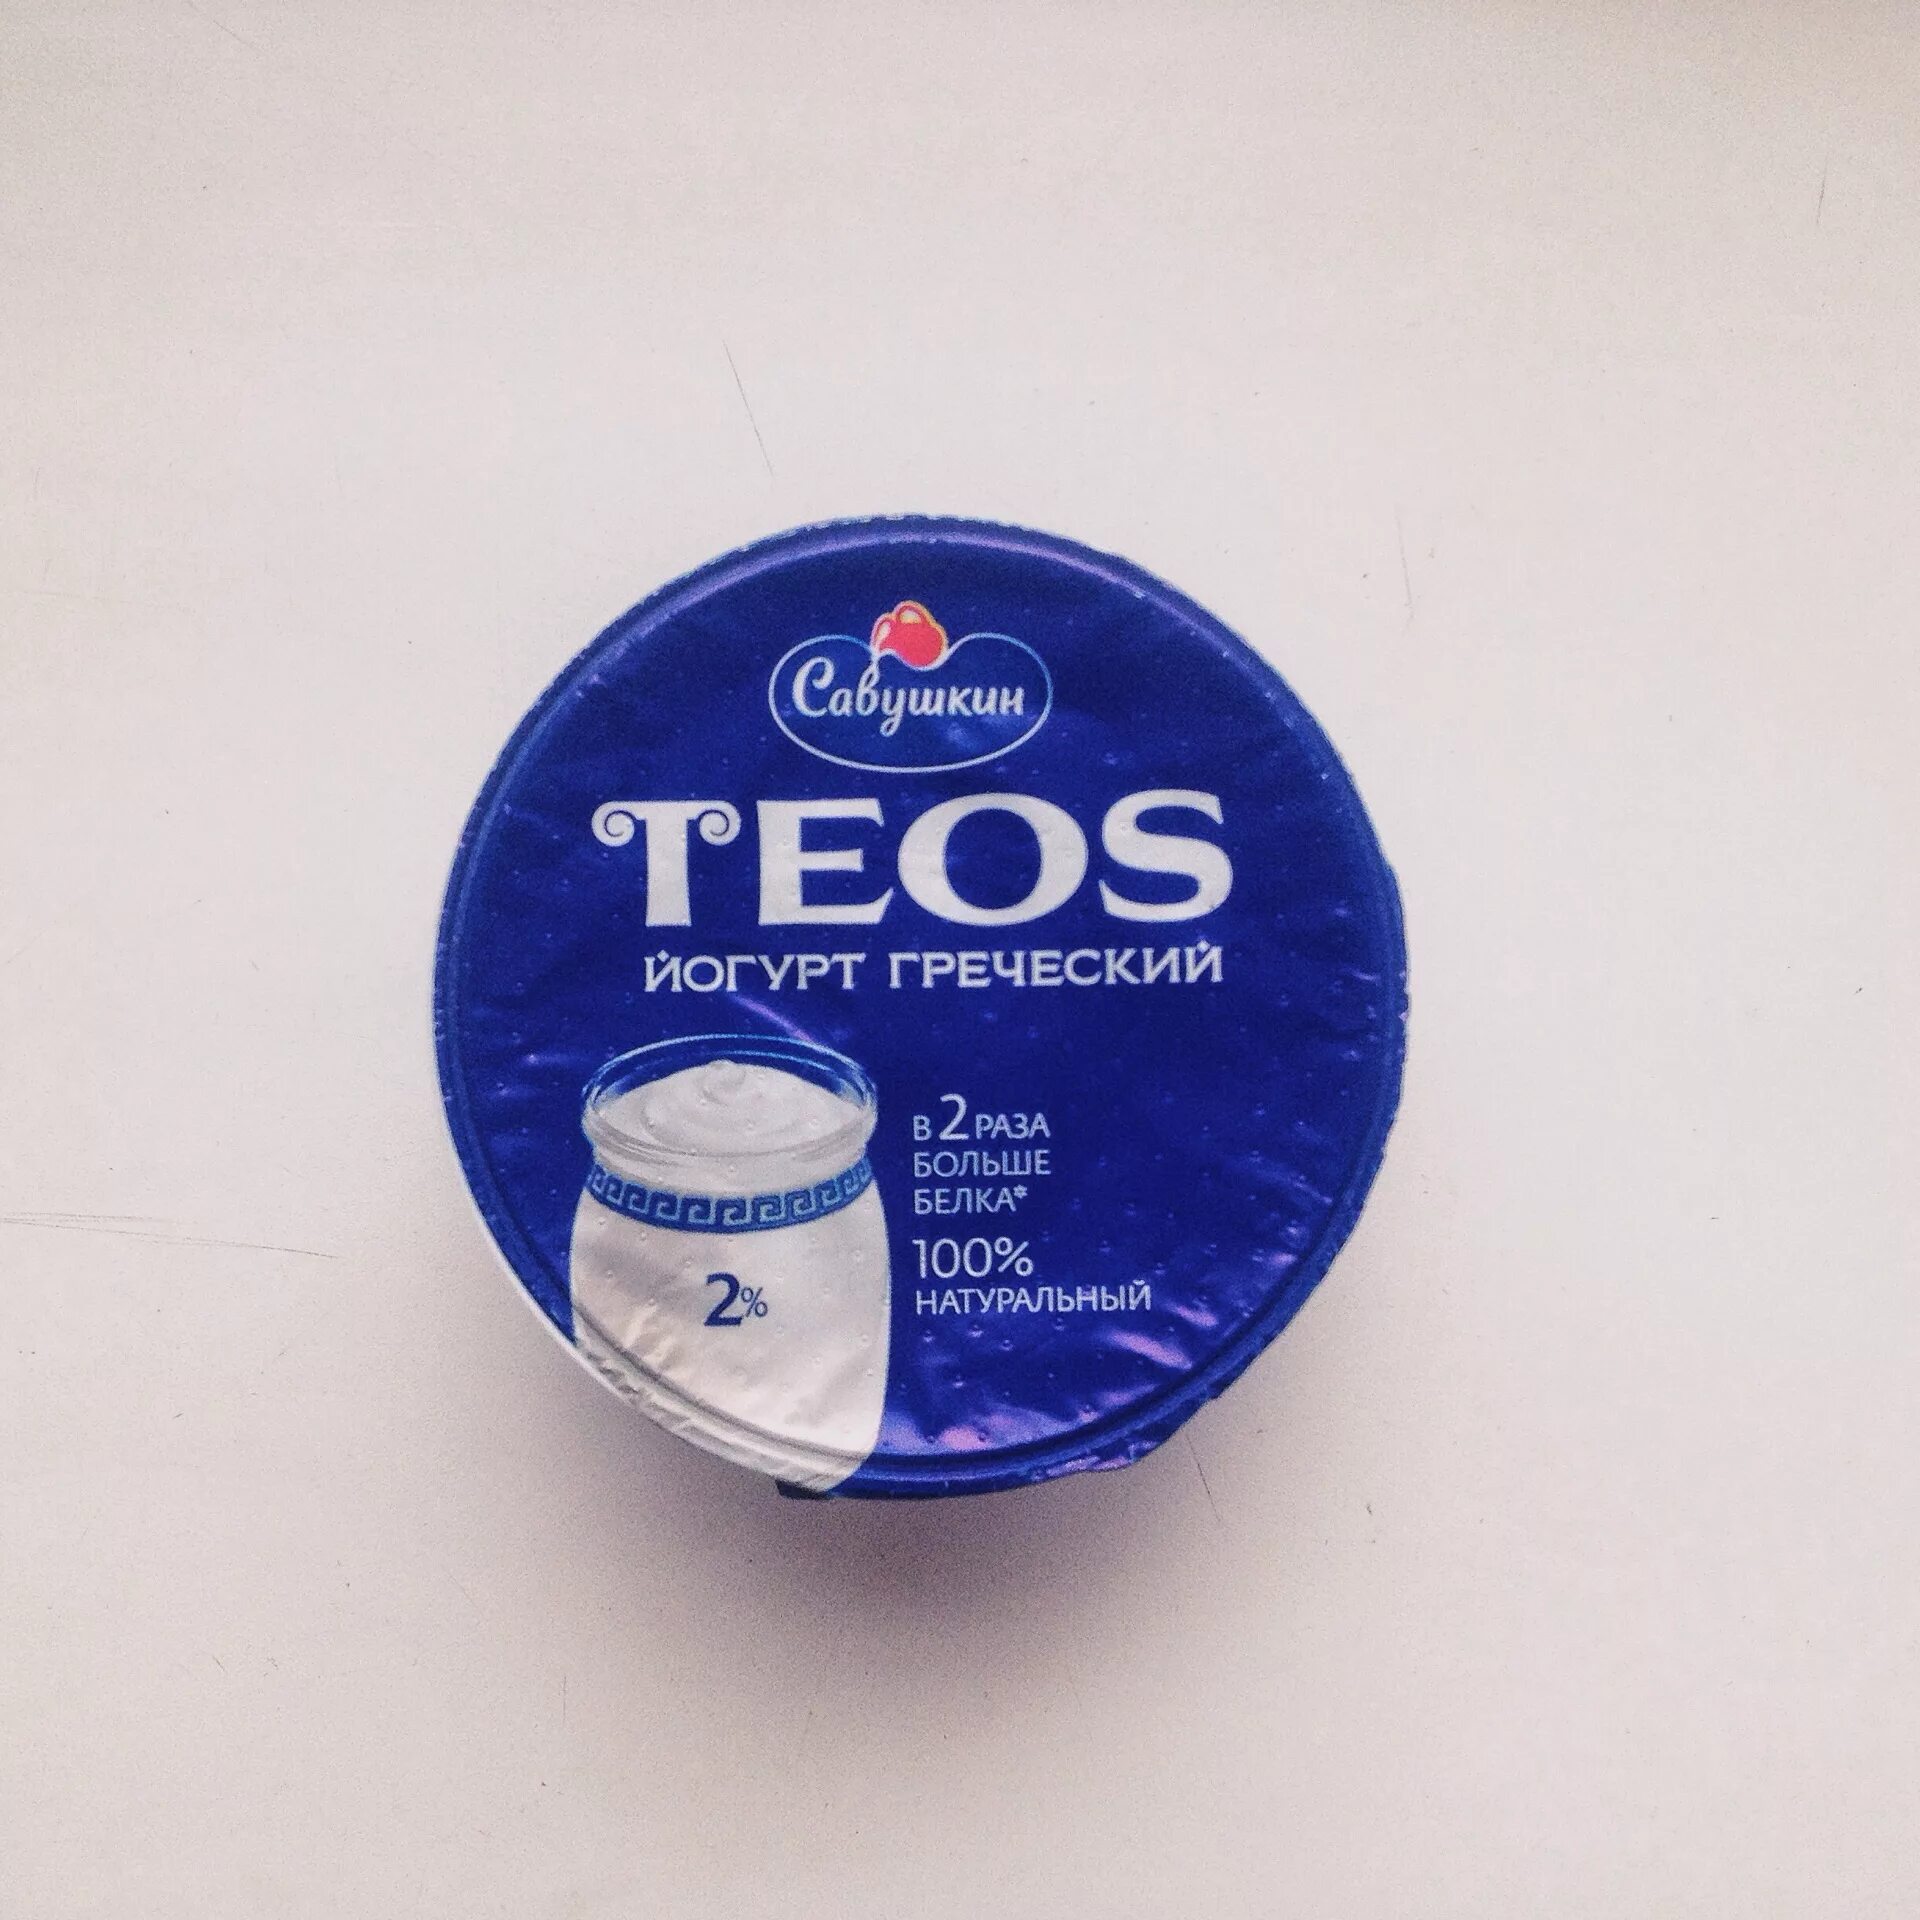 Савушкин
TEOS
ЙОГУРТ ГРЕЧЕСКИЙ
В 2 РАЗА
БОЛЬШЕ
БЕЛКА*
100%
НАТУРАЛЬНЫЙ
2%